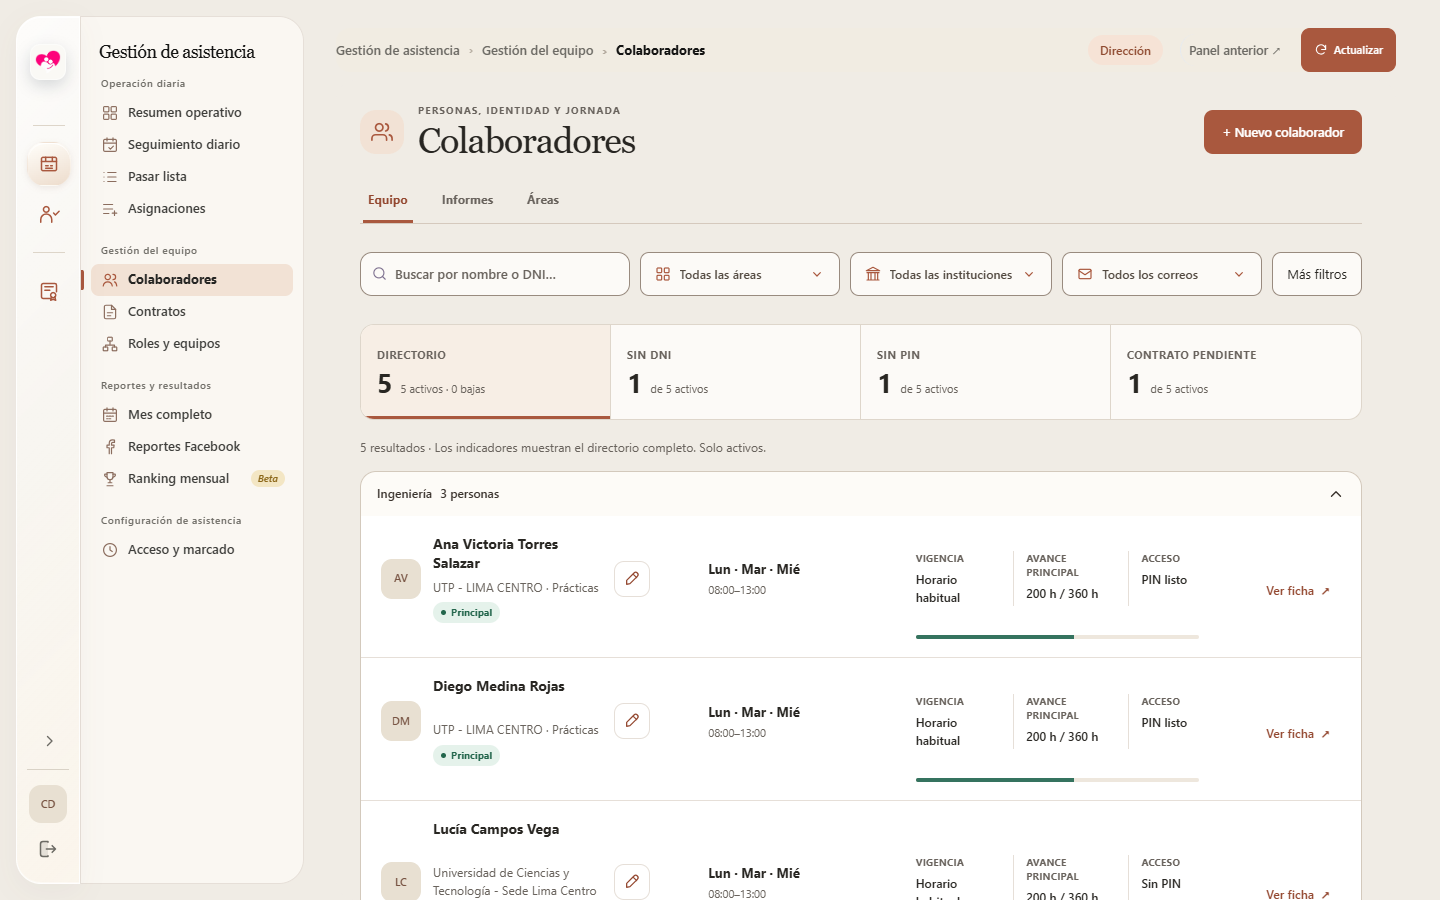 Gestión de asistencia
Operación diaria
Resumen operativo
Seguimiento diario
Pasar lista
Asignaciones
Gestión del equipo
Colaboradores
Contratos
Roles y equipos
Reportes y resultados
Mes completo
Reportes Facebook
Ranking mensual Beta
Configuración de asistencia
Acceso y marcado
CD
Gestión de asistencia › Gestión del equipo › Colaboradores
Dirección
Panel anterior ↗
Actualizar
PERSONAS, IDENTIDAD Y JORNADA
Colaboradores
+ Nuevo colaborador
Equipo Informes Áreas
Buscar por nombre o DNI...
Todas las áreas
Todas las instituciones
Todos los correos
Más filtros
DIRECTORIO
5 5 activos · 0 bajas
SIN DNI
1 de 5 activos
SIN PIN
1 de 5 activos
CONTRATO PENDIENTE
1 de 5 activos
5 resultados · Los indicadores muestran el directorio completo. Solo activos.
Ingeniería 3 personas
AV
Ana Victoria Torres
Salazar
UTP - LIMA CENTRO · Prácticas
Principal
Lun · Mar · Mié
08:00–13:00
VIGENCIA
Horario
habitual
AVANCE
PRINCIPAL
200 h / 360 h
ACCESO
PIN listo
Ver ficha ↗
DM
Diego Medina Rojas
UTP - LIMA CENTRO · Prácticas
Principal
Lun · Mar · Mié
08:00–13:00
VIGENCIA
Horario
habitual
AVANCE
PRINCIPAL
200 h / 360 h
ACCESO
PIN listo
Ver ficha ↗
LC
Lucía Campos Vega
Universidad de Ciencias y
Tecnología - Sede Lima Centro
Lun · Mar · Mié
08:00–13:00
VIGENCIA
Horario
habitual
AVANCE
PRINCIPAL
200 h / 360 h
ACCESO
Sin PIN
Ver ficha ↗